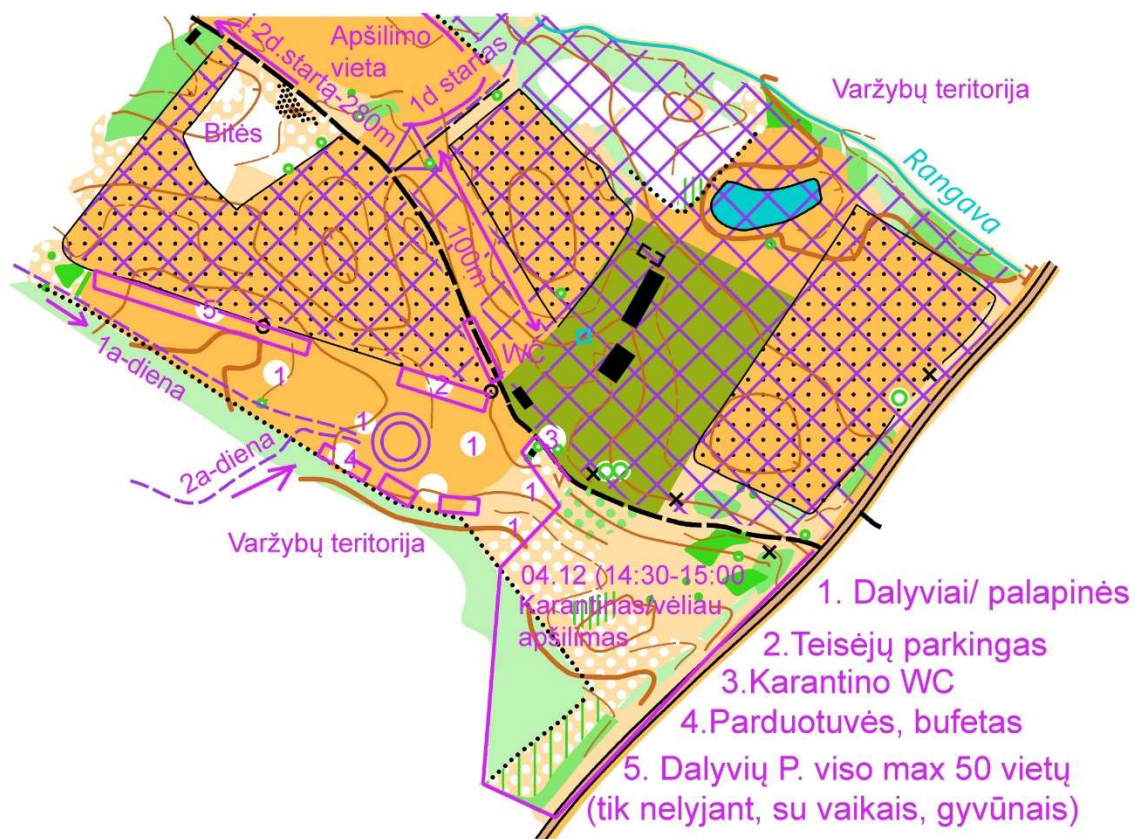 Apšilimo
vieta
Į 2d.startą-280m
1d startas
Varžybų teritorija
Bitės
Rangava
100m
WC
5
1a-diena
1
2
1
1
3
4
2a-diena
1
1
Varžybų teritorija
04.12 (14:30-15:00
Karantinas/vėliau
apšilimas
1. Dalyviai/ palapinės
2.Teisėjų parkingas
3.Karantino WC
4.Parduotuvės, bufetas
5. Dalyvių P. viso max 50 vietų
(tik nelyjant, su vaikais, gyvūnais)